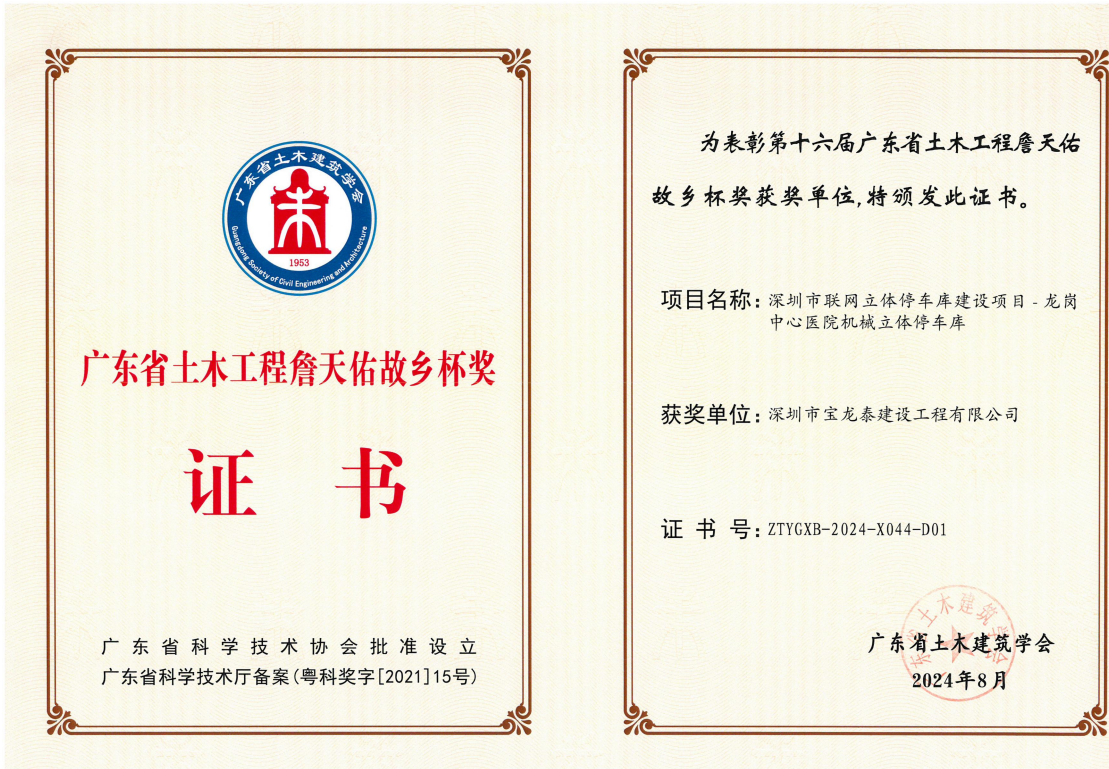 广东省土木建筑学会
1953
Guangdong Society of Civil Engineering and Architecture
广东省土木工程詹天佑故乡杯奖
证 书
广东省科学技术协会批准设立
广东省科学技术厅备案(粤科奖字[2021]15号)
为表彰第十六届广东省土木工程詹天佑
故乡杯奖获奖单位,特颁发此证书。
项目名称: 深圳市联网立体停车库建设项目-龙岗
中心医院机械立体停车库
获奖单位: 深圳市宝龙泰建设工程有限公司
证 书 号: ZTYGXB-2024-X044-D01
东省土木建筑学会
广东省土木建筑学会
2024年8月